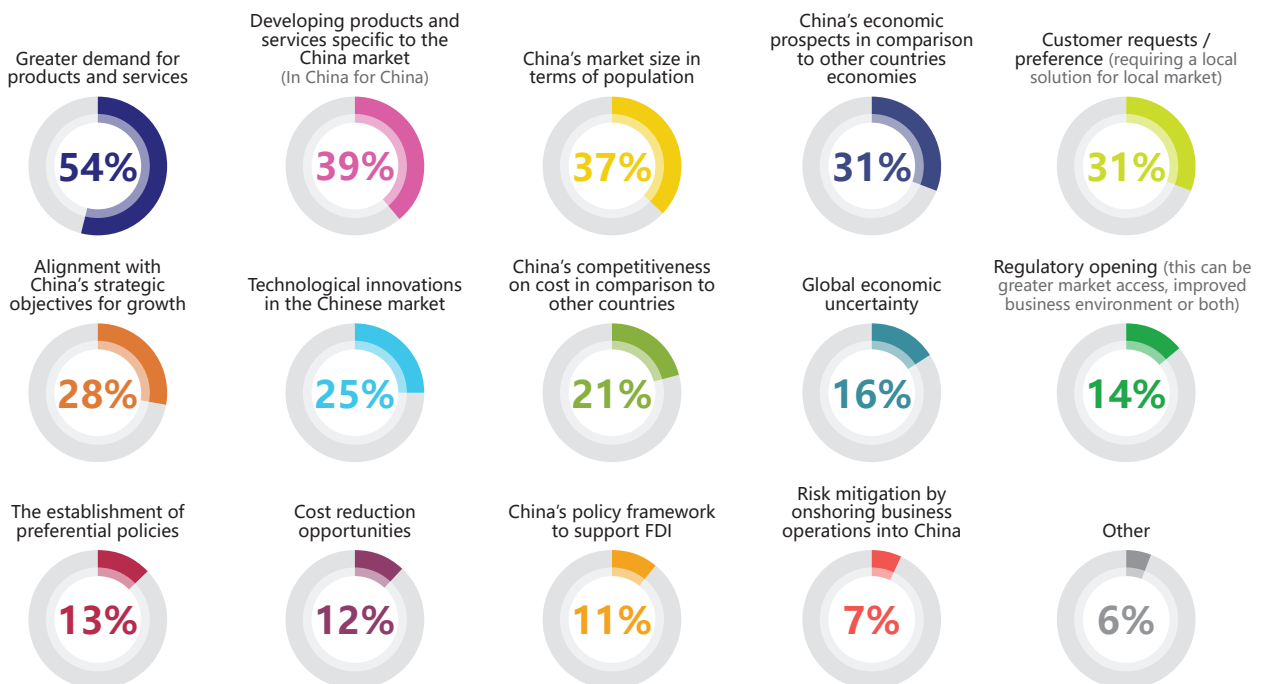 Greater demand for
products and services
54%
Developing products and
services specific to the
China market
(In China for China)
39%
China's market size in
terms of population
37%
China's economic
prospects in comparison
to other countries
economies
31%
Customer requests /
preference (requiring a local
solution for local market)
31%
Alignment with
China's strategic
objectives for growth
28%
Technological innovations
in the Chinese market
25%
China's competitiveness
on cost in comparison to
other countries
21%
Global economic
uncertainty
16%
Regulatory opening (this can be
greater market access, improved
business environment or both)
14%
The establishment of
preferential policies
13%
Cost reduction
opportunities
12%
China's policy framework
to support FDI
11%
Risk mitigation by
onshoring business
operations into China
7%
Other
6%